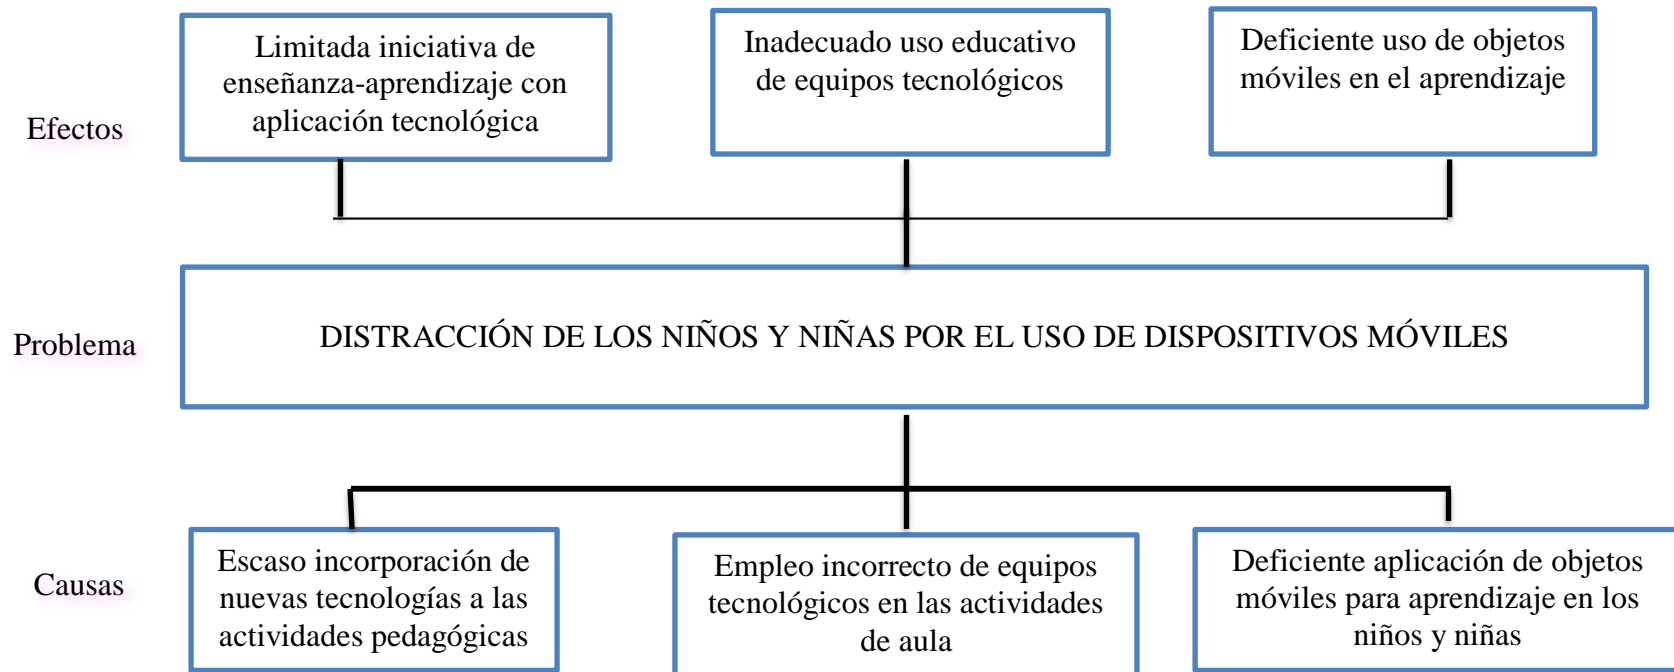 Efectos
Limitada iniciativa de
enseñanza-aprendizaje con
aplicación tecnológica
Inadecuado uso educativo
de equipos tecnológicos
Deficiente uso de objetos
móviles en el aprendizaje
Problema
DISTRACCIÓN DE LOS NIÑOS Y NIÑAS POR EL USO DE DISPOSITIVOS MÓVILES
Causas
Escaso incorporación de
nuevas tecnologías a las
actividades pedagógicas
Empleo incorrecto de equipos
tecnológicos en las actividades
de aula
Deficiente aplicación de objetos
móviles para aprendizaje en los
niños y niñas